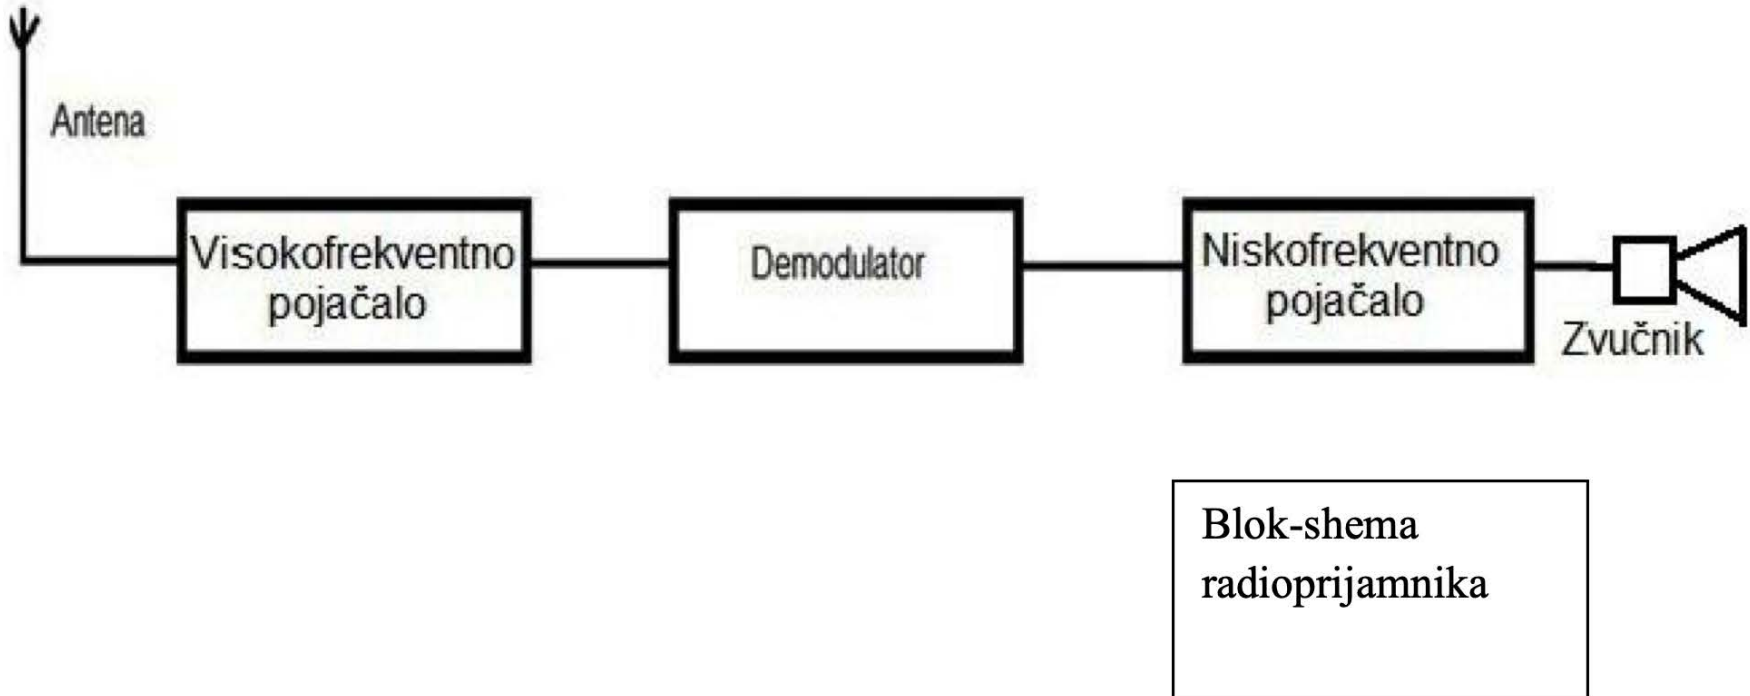 Antena
Visokofrekventno
pojačalo
Demodulator
Niskofrekventno
pojačalo
Zvučnik
Blok-shema
radioprijamnika